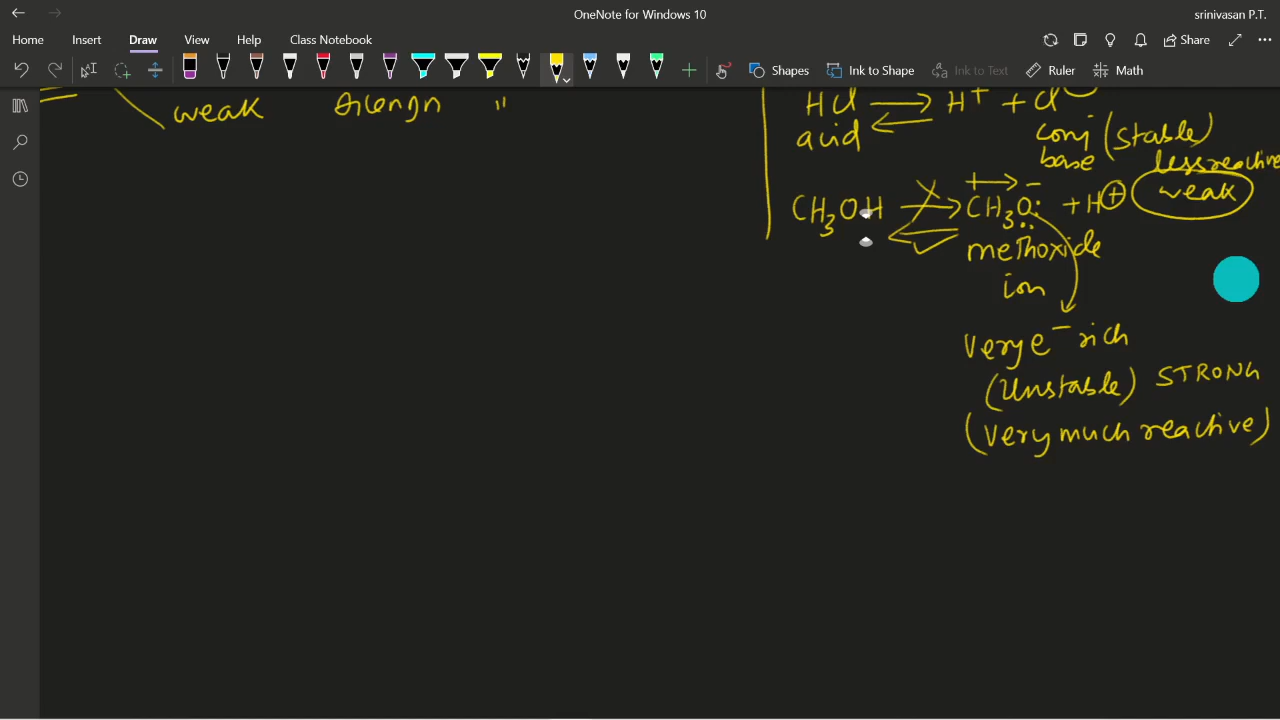 OneNote for Windows 10
srinivasan P.T.
Home Insert Draw View Help Class Notebook
Share
Shapes Ink to Shape Ink to Text Ruler Math
weak "
HCl ⇌ H+ + Cl−
acid conj (stable)
base less reactive
weak
CH3OH ⇌ CH3O− + H+
methoxide
ion
Very e− rich
(Unstable) STRONG
(Very much reactive)